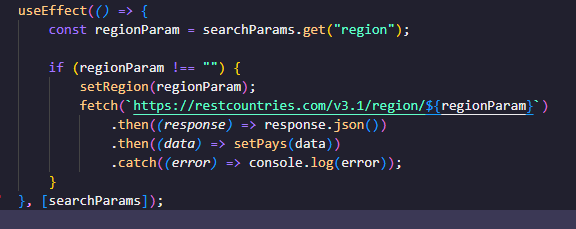 useEffect(() => {
const regionParam = searchParams.get("region");
if (regionParam !== "") {
setRegion(regionParam);
fetch(`https://restcountries.com/v3.1/region/${regionParam}`)
.then((response) => response.json())
.then((data) => setPays(data))
.catch((error) => console.log(error));
}
}, [searchParams]);